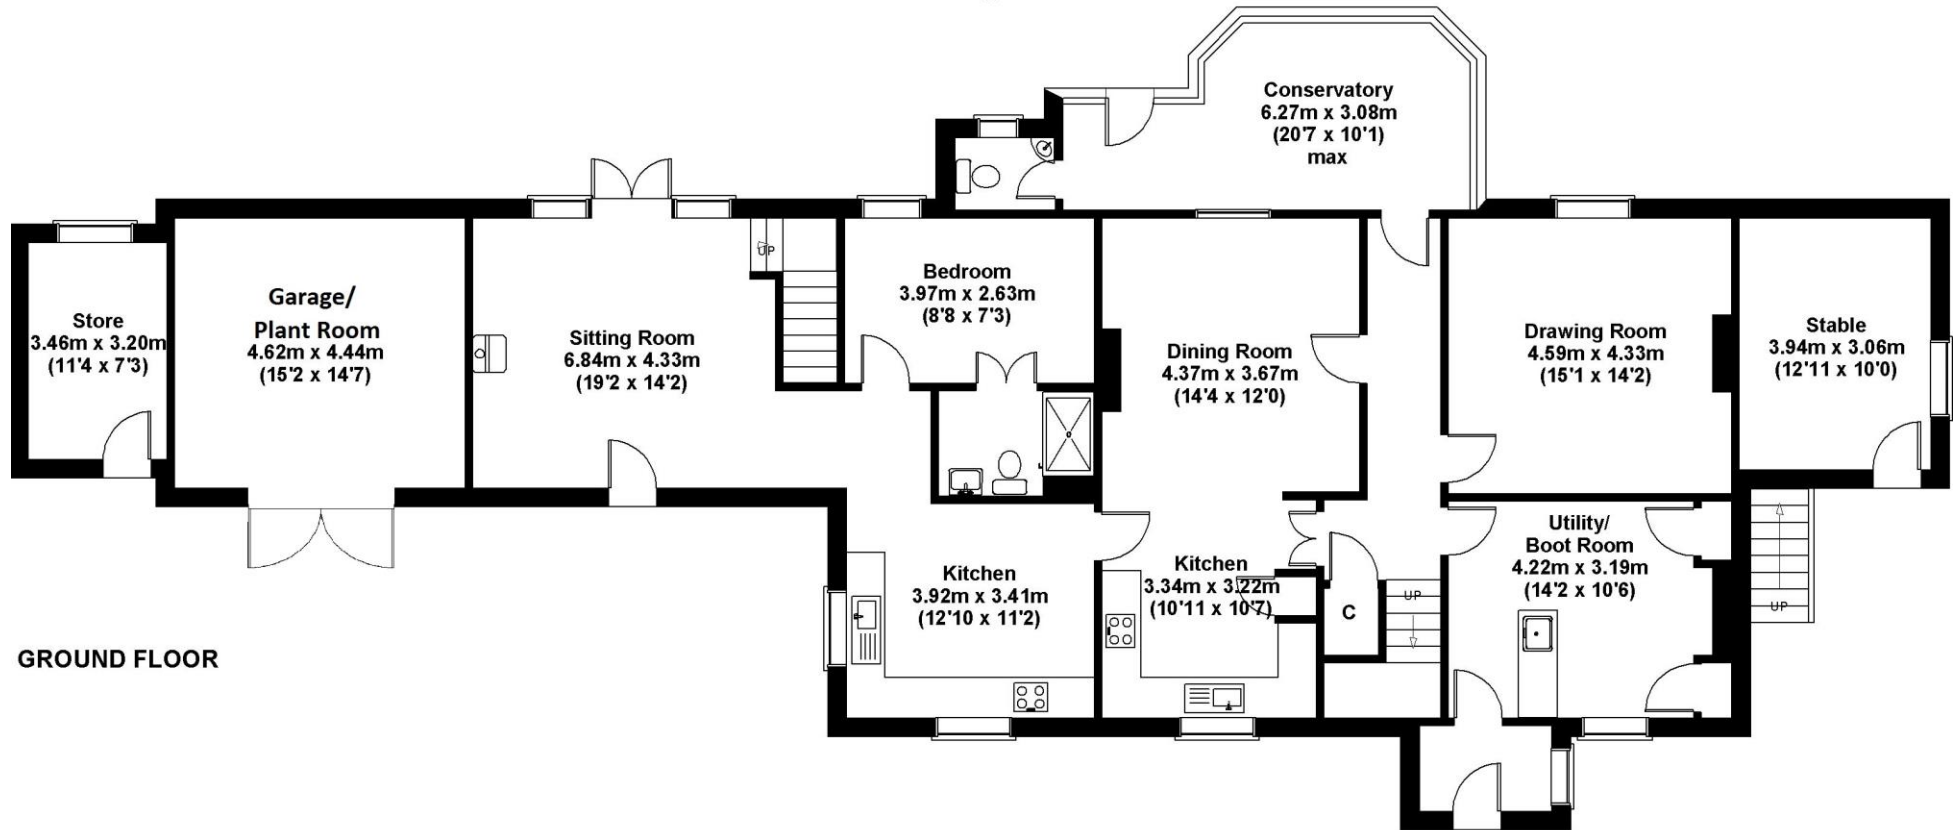 Conservatory
6.27m x 3.08m
(20'7 x 10'1)
max
Store
3.46m x 3.20m
(11'4 x 7'3)
Garage/
Plant Room
4.62m x 4.44m
(15'2 x 14'7)
Sitting Room
6.84m x 4.33m
(19'2 x 14'2)
UP
Bedroom
3.97m x 2.63m
(8'8 x 7'3)
Dining Room
4.37m x 3.67m
(14'4 x 12'0)
Drawing Room
4.59m x 4.33m
(15'1 x 14'2)
Stable
3.94m x 3.06m
(12'11 x 10'0)
Kitchen
3.92m x 3.41m
(12'10 x 11'2)
Kitchen
3.34m x 3.22m
(10'11 x 10'7)
C
UP
Utility/
Boot Room
4.22m x 3.19m
(14'2 x 10'6)
UP
GROUND FLOOR